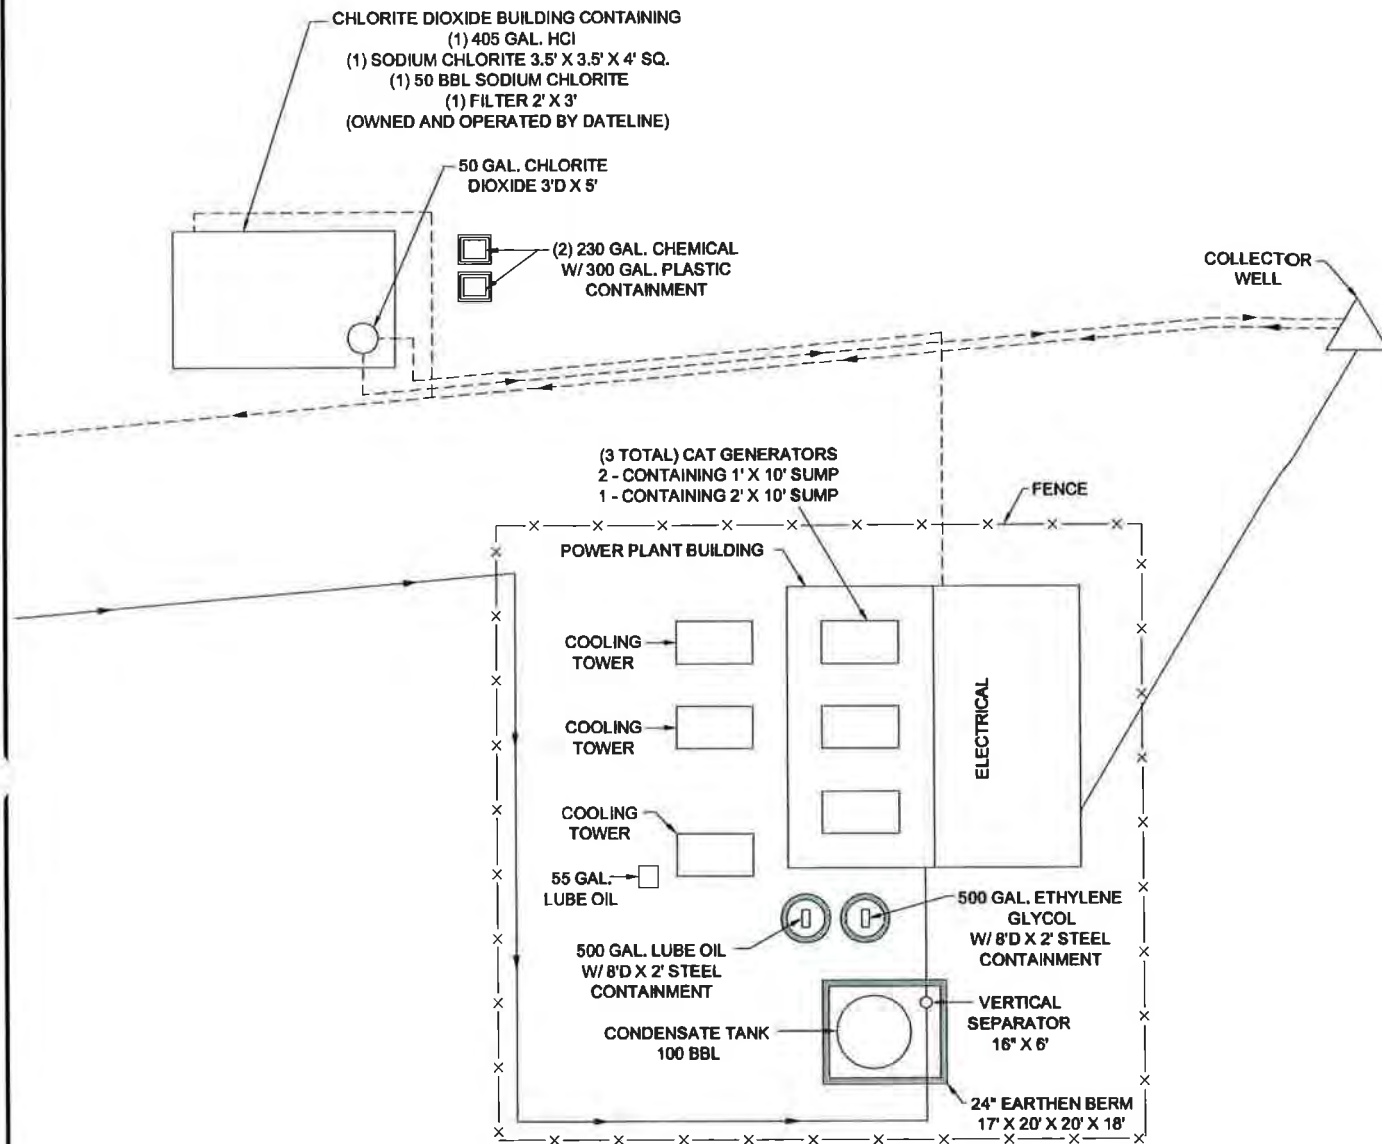 CHLORITE DIOXIDE BUILDING CONTAINING
(1) 405 GAL. HCl
(1) SODIUM CHLORITE 3.5' X 3.5' X 4' SQ.
(1) 50 BBL SODIUM CHLORITE
(1) FILTER 2' X 3'
(OWNED AND OPERATED BY DATELINE)
50 GAL. CHLORITE
DIOXIDE 3'D X 5'
(2) 230 GAL. CHEMICAL
W/ 300 GAL. PLASTIC
CONTAINMENT
COLLECTOR
WELL
(3 TOTAL) CAT GENERATORS
2 - CONTAINING 1' X 10' SUMP
1 - CONTAINING 2' X 10' SUMP
FENCE
POWER PLANT BUILDING
COOLING
TOWER
COOLING
TOWER
ELECTRICAL
COOLING
TOWER
55 GAL.
LUBE OIL
500 GAL. ETHYLENE
GLYCOL
W/ 8'D X 2' STEEL
CONTAINMENT
500 GAL. LUBE OIL
W/ 8'D X 2' STEEL
CONTAINMENT
VERTICAL
SEPARATOR
16" X 6'
CONDENSATE TANK
100 BBL
24" EARTHEN BERM
17' X 20' X 20' X 18'